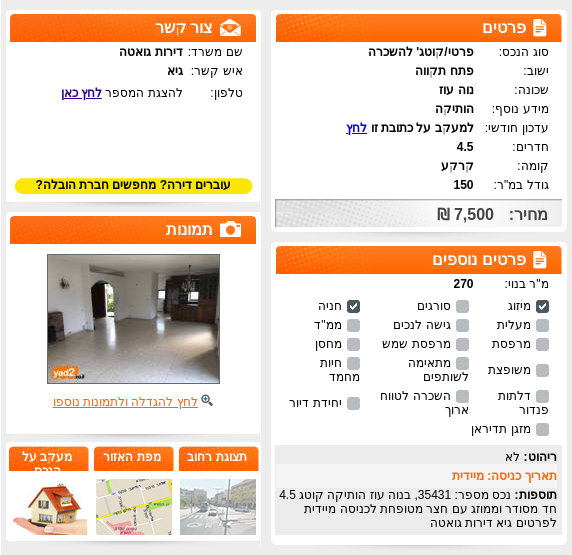 פרטים
סוג הנכס: פרטי/קוטג' להשכרה
ישוב: פתח תקווה
שכונה: נוה עוז
מידע נוסף: הותיקה
עדכון חודשי: למעקב על כתובת זו לחץ
חדרים: 4.5
קומה: קרקע
גודל במ"ר: 150
מחיר: 7,500 ₪
פרטים נוספים
מ"ר בנוי: 270
מיזוג סורגים חניה
מעלית גישה לנכים ממ"ד
מרפסת מרפסת שמש מחסן
משופצת מתאימה לשותפים חיות מחמד
דלתות פנדור השכרה לטווח ארוך יחידת דיור
מזגן תדיראן
ריהוט: לא
תאריך כניסה: מיידית
תוספות: נכס מספר: 35431, בנוה עוז הותיקה קוטג 4.5
חד מסודר וממוזג עם חצר מטופחת לכניסה מיידית
לפרטים גיא דירות גואטה
צור קשר
שם משרד: דירות גואטה
איש קשר: גיא
טלפון: להצגת המספר לחץ כאן
עוברים דירה? מחפשים חברת הובלה?
תמונות
yad2
לחץ להגדלה ולתמונות נוספו
תצוגת רחוב
מפת האזור
מעקב על
הנכס